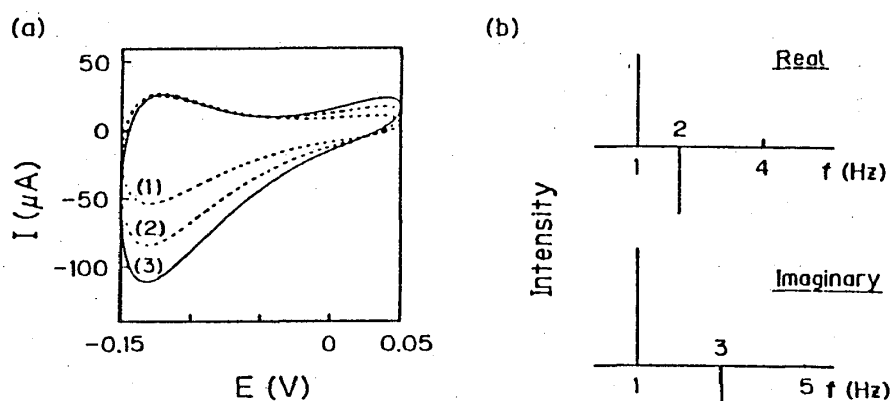 (a)
50
0
-50
-100
I (μA)
(1)
(2)
(3)
-0.15
0
0.05
E (V)
(b)
Real
2
1
4
f (Hz)
Intensity
Imaginary
3
1
5
f (Hz)